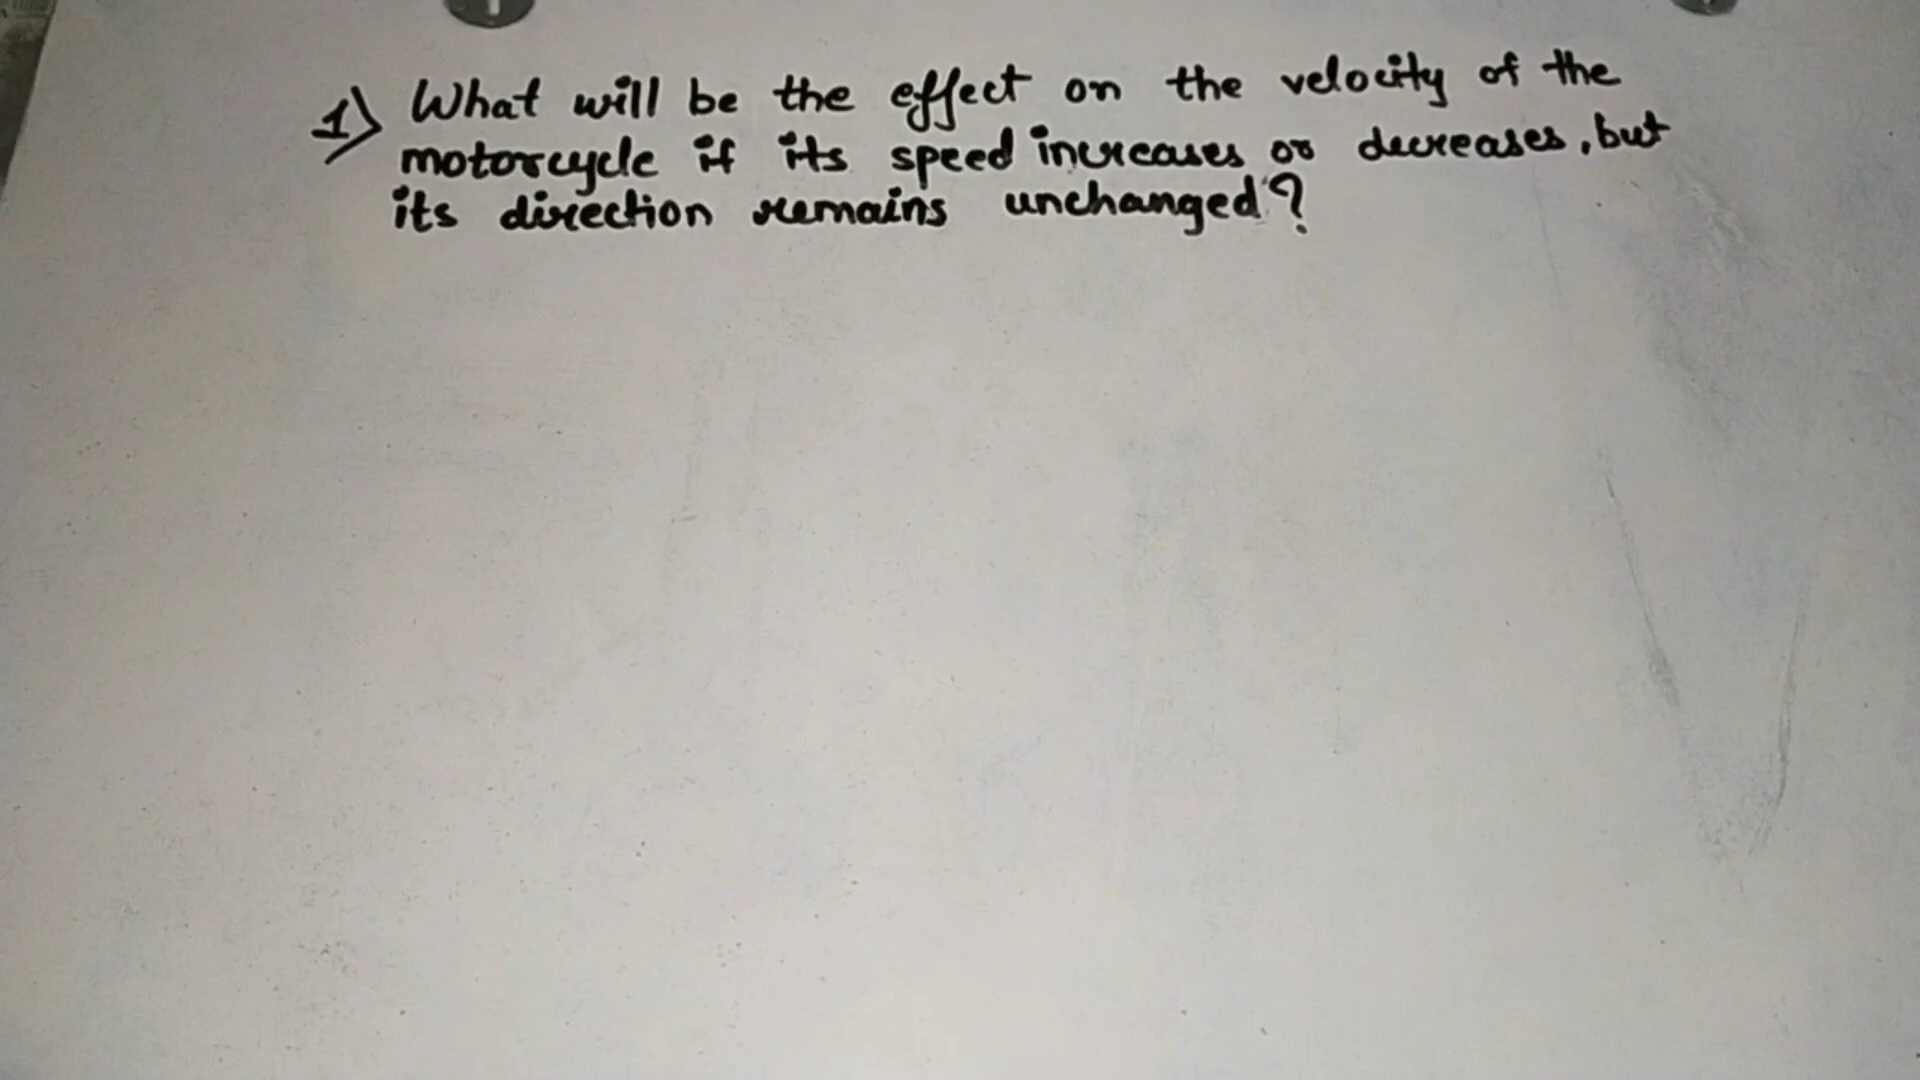 1) What will be the effect on the velocity of the
motorcycle if its speed increases or decreases, but
its direction remains unchanged?